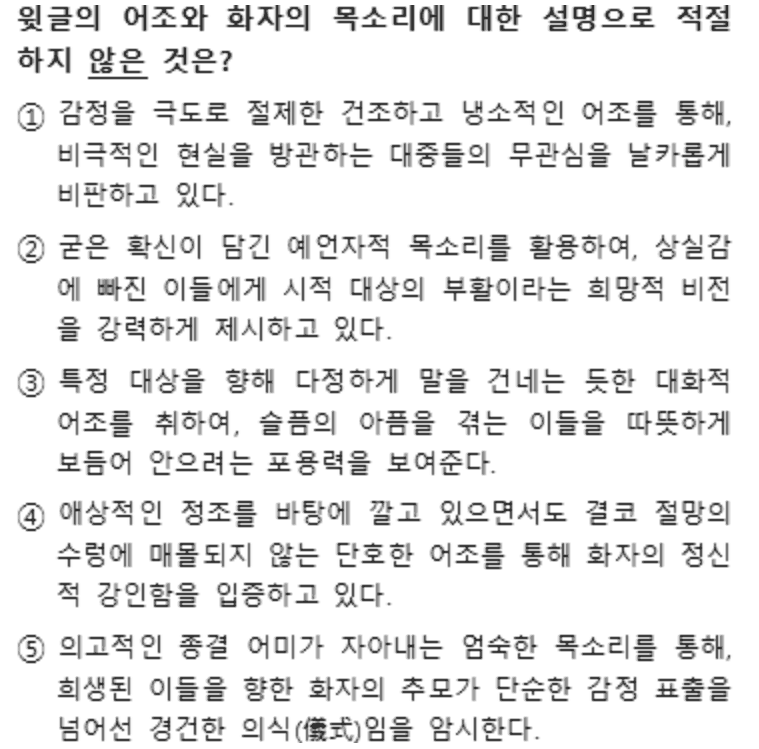 윗글의 어조와 화자의 목소리에 대한 설명으로 적절
하지 않은 것은?
① 감정을 극도로 절제한 건조하고 냉소적인 어조를 통해,
비극적인 현실을 방관하는 대중들의 무관심을 날카롭게
비판하고 있다.
② 굳은 확신이 담긴 예언자적 목소리를 활용하여, 상실감
에 빠진 이들에게 시적 대상의 부활이라는 희망적 비전
을 강력하게 제시하고 있다.
③ 특정 대상을 향해 다정하게 말을 건네는 듯한 대화적
어조를 취하여, 슬픔의 아픔을 겪는 이들을 따뜻하게
보듬어 안으려는 포용력을 보여준다.
④ 애상적인 정조를 바탕에 깔고 있으면서도 결코 절망의
수렁에 매몰되지 않는 단호한 어조를 통해 화자의 정신
적 강인함을 입증하고 있다.
⑤ 의고적인 종결 어미가 자아내는 엄숙한 목소리를 통해,
희생된 이들을 향한 화자의 추모가 단순한 감정 표출을
넘어선 경건한 의식(儀式)임을 암시한다.